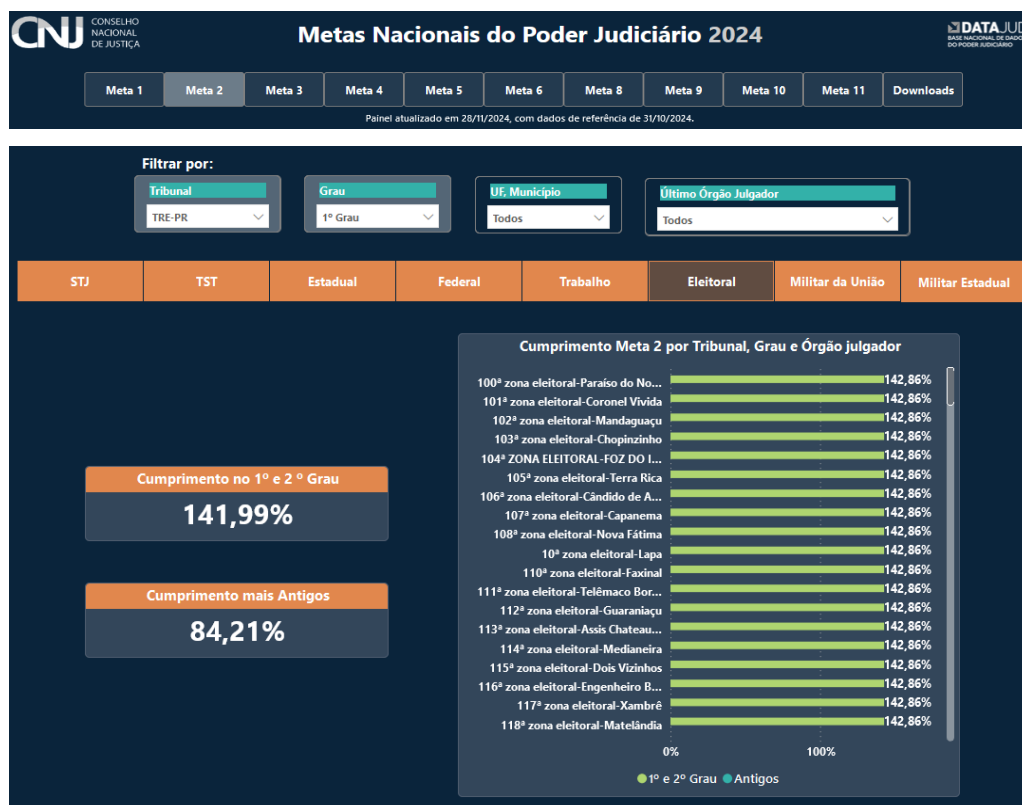 CNJ
CONSELHO
NACIONAL
DE JUSTIÇA
Metas Nacionais do Poder Judiciário 2024
DATAJUD
BASE NACIONAL DE DADO
DO PODER JUDICIÁRIO
Meta 1 Meta 2 Meta 3 Meta 4 Meta 5 Meta 6 Meta 8 Meta 9 Meta 10 Meta 11 Downloads
Painel atualizado em 28/11/2024, com dados de referência de 31/10/2024.
Filtrar por:
Tribunal Grau UF, Município Último Órgão Julgador
TRE-PR 1º Grau Todos Todos
STJ TST Estadual Federal Trabalho Eleitoral Militar da União Militar Estadual
Cumprimento no 1º e 2 º Grau
141,99%
Cumprimento mais Antigos
84,21%
Cumprimento Meta 2 por Tribunal, Grau e Órgão julgador
100ª zona eleitoral-Paraíso do No... 142,86%
101ª zona eleitoral-Coronel Vivida 142,86%
102ª zona eleitoral-Mandaguaçu 142,86%
103ª zona eleitoral-Chopinzinho 142,86%
104ª ZONA ELEITORAL-FOZ DO I... 142,86%
105ª zona eleitoral-Terra Rica 142,86%
106ª zona eleitoral-Cândido de A... 142,86%
107ª zona eleitoral-Capanema 142,86%
108ª zona eleitoral-Nova Fátima 142,86%
10ª zona eleitoral-Lapa 142,86%
110ª zona eleitoral-Faxinal 142,86%
111ª zona eleitoral-Telêmaco Bor... 142,86%
112ª zona eleitoral-Guaraniaçu 142,86%
113ª zona eleitoral-Assis Chateau... 142,86%
114ª zona eleitoral-Medianeira 142,86%
115ª zona eleitoral-Dois Vizinhos 142,86%
116ª zona eleitoral-Engenheiro B... 142,86%
117ª zona eleitoral-Xambrê 142,86%
118ª zona eleitoral-Matelândia 142,86%
0% 100%
1º e 2º Grau Antigos